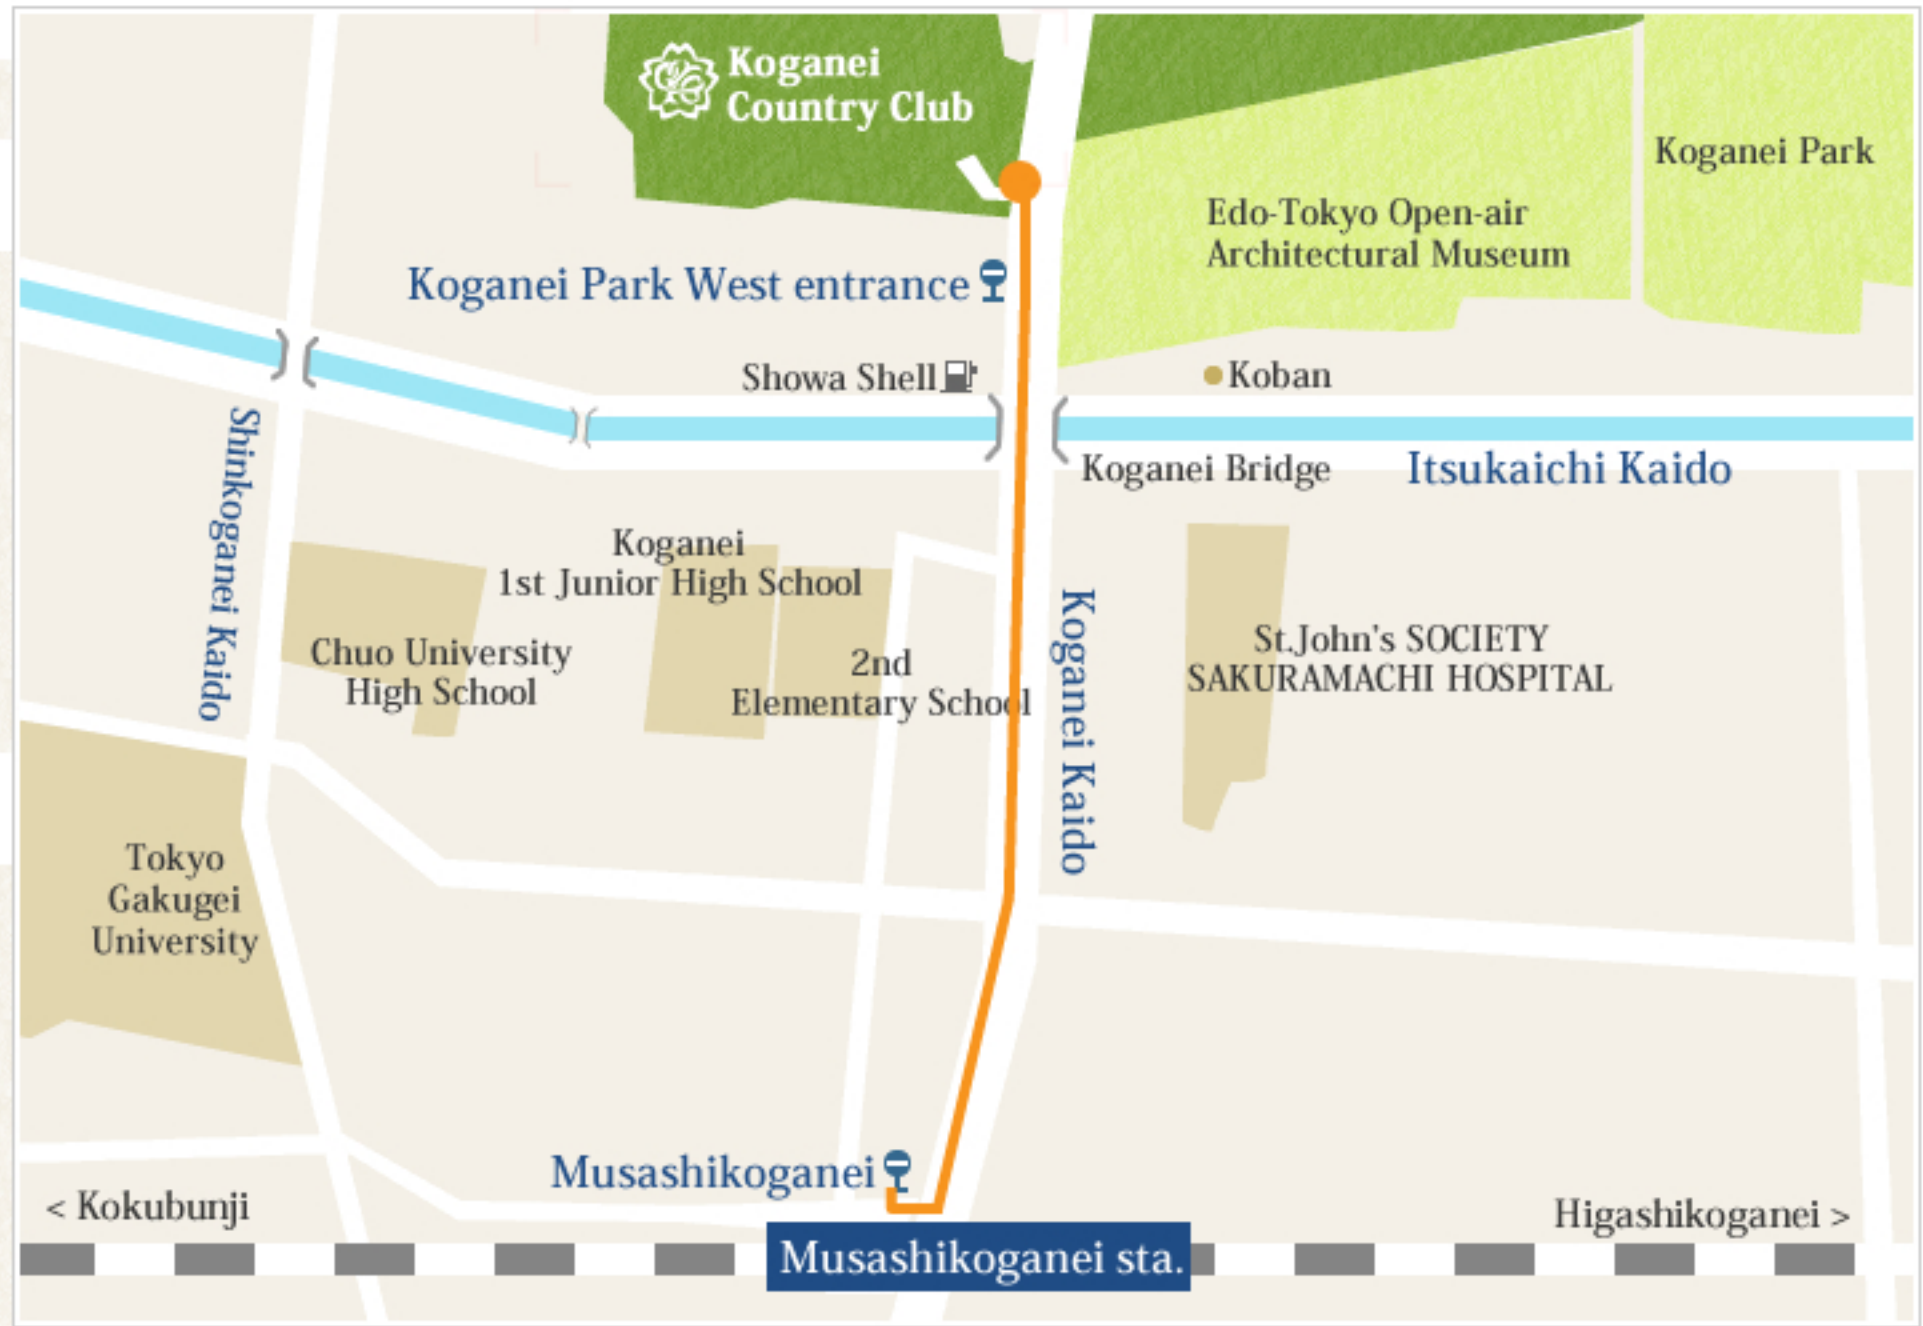 Koganei
Country Club
Koganei Park
Edo-Tokyo Open-air
Architectural Museum
Koganei Park West entrance
Showa Shell
Koban
Koganei Bridge
Itsukaichi Kaido
Shinkoganei Kaido
Koganei
1st Junior High School
Chuo University
High School
2nd
Elementary School
Koganei Kaido
St.John's SOCIETY
SAKURAMACHI HOSPITAL
Tokyo
Gakugei
University
Musashikoganei
< Kokubunji
Higashikoganei >
Musashikoganei sta.